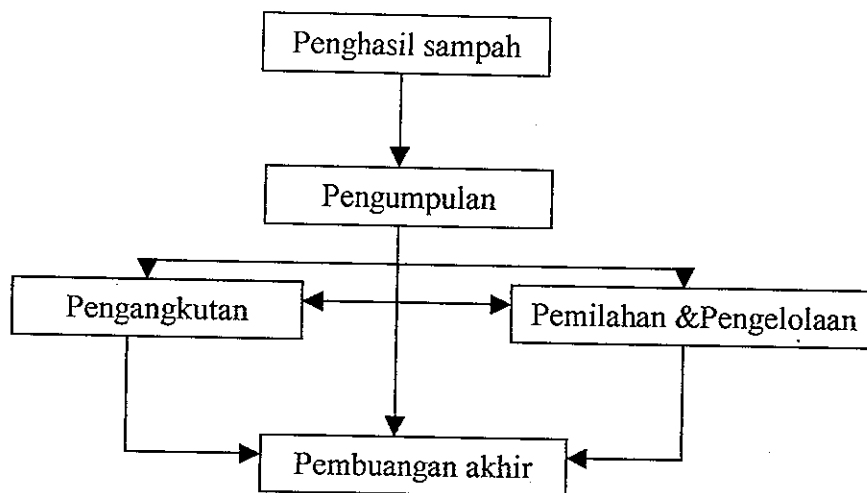 Penghasil sampah
Pengumpulan
Pengangkutan
Pemilahan &Pengelolaan
Pembuangan akhir